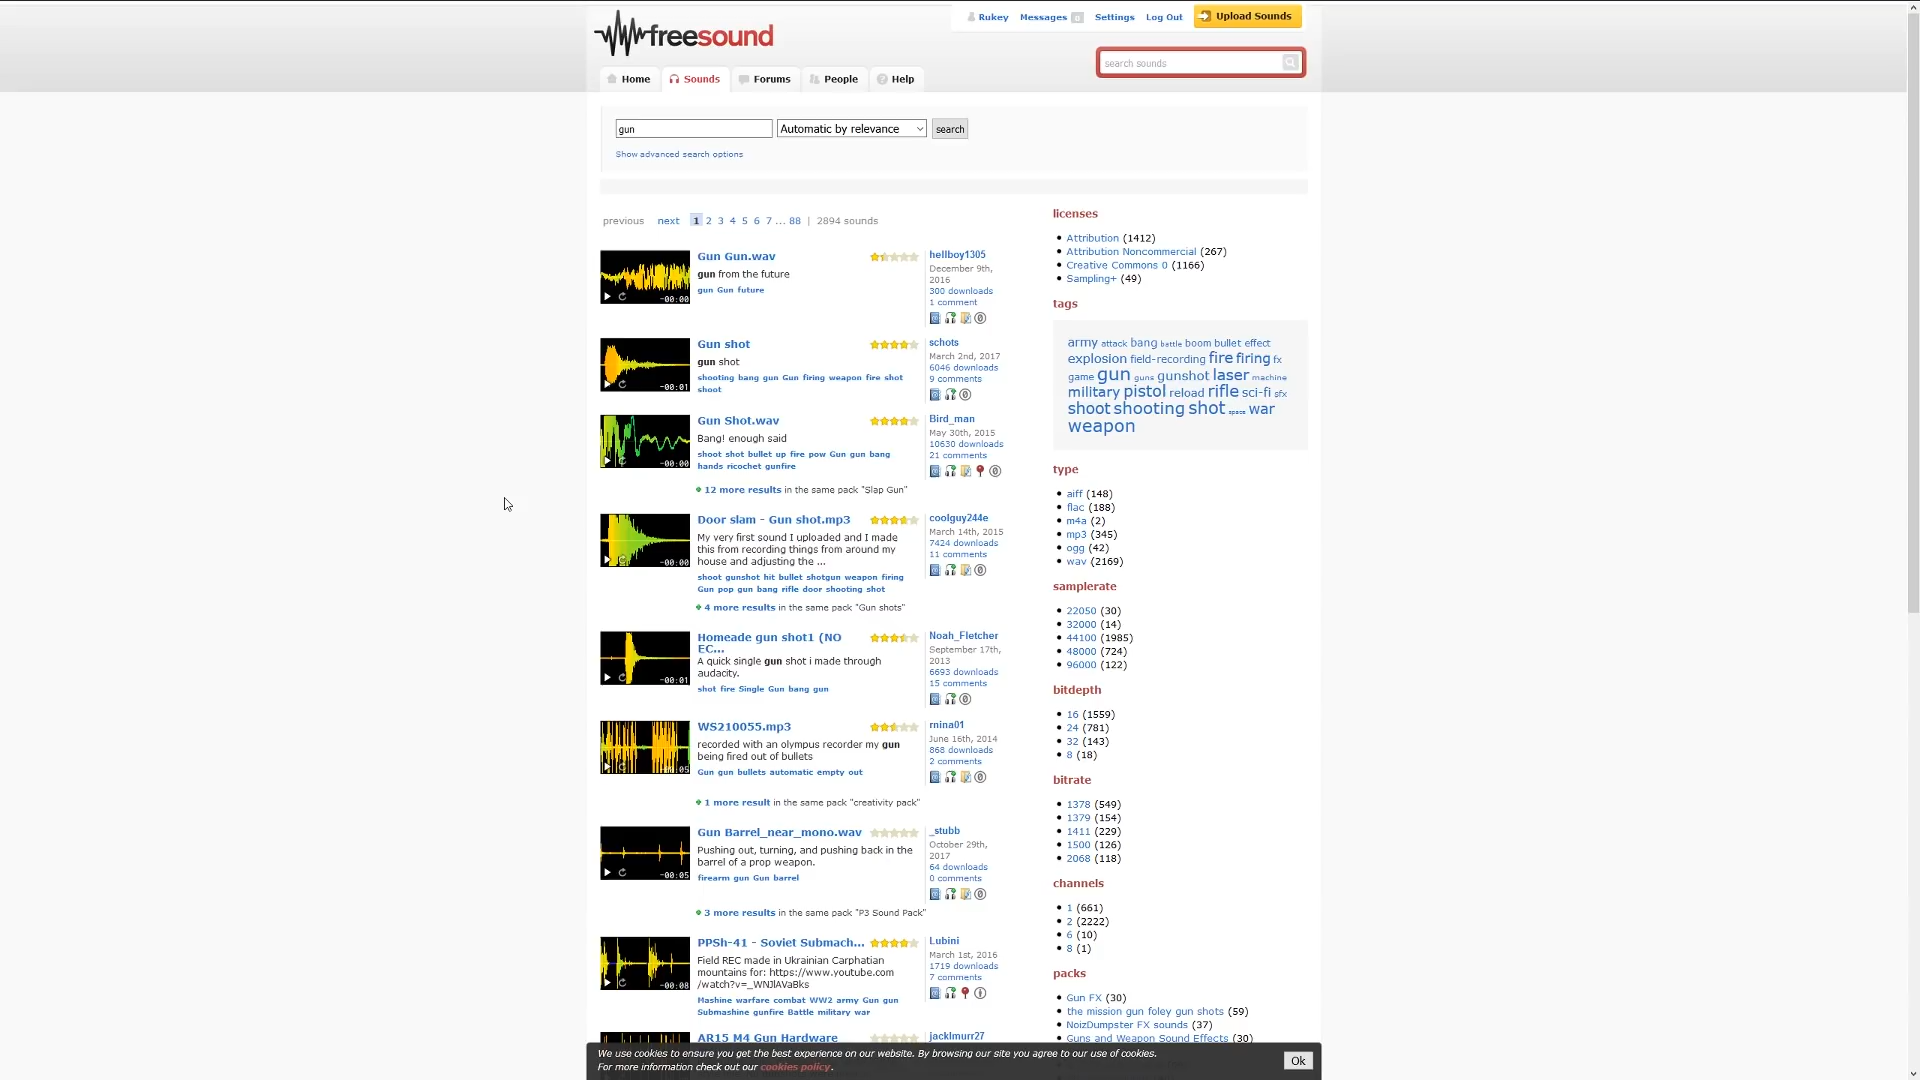 Rukey Messages 0 Settings Log Out Upload Sounds
freesound
search sounds
Home Sounds Forums People Help
gun Automatic by relevance search
Show advanced search options
previous next 1 2 3 4 5 6 7 ... 88 | 2894 sounds
Gun Gun.wav
gun from the future
gun Gun future
-00:00
hellboy1305
December 9th,
2016
300 downloads
1 comment
Gun shot
gun shot
shooting bang gun Gun firing weapon fire shot
shoot
-00:01
schots
March 2nd, 2017
6046 downloads
9 comments
Gun Shot.wav
Bang! enough said
shoot shot bullet up fire pow Gun gun bang
hands ricochet gunfire
-00:00
Bird_man
May 30th, 2015
10630 downloads
21 comments
12 more results in the same pack "Slap Gun"
Door slam - Gun shot.mp3
My very first sound I uploaded and I made
this from recording things from around my
house and adjusting the ...
shoot gunshot hit bullet shotgun weapon firing
Gun pop gun bang rifle door shooting shot
-00:00
coolguy244e
March 14th, 2015
7424 downloads
11 comments
4 more results in the same pack "Gun shots"
Homeade gun shot1 (NO
EC...
A quick single gun shot i made through
audacity.
shot fire Single Gun bang gun
-00:01
Noah_Fletcher
September 17th,
2013
6693 downloads
15 comments
WS210055.mp3
recorded with an olympus recorder my gun
being fired out of bullets
Gun gun bullets automatic empty out
rnina01
June 16th, 2014
868 downloads
2 comments
1 more result in the same pack "creativity pack"
Gun Barrel_near_mono.wav
Pushing out, turning, and pushing back in the
barrel of a prop weapon.
firearm gun Gun barrel
-00:05
_stubb
October 29th,
2017
64 downloads
0 comments
3 more results in the same pack "P3 Sound Pack"
PPSh-41 - Soviet Submach...
Field REC made in Ukrainian Carphatian
mountains for: https://www.youtube.com
/watch?v=_WNJlAVaBks
Mashine warfare combat WW2 army Gun gun
Submashine gunfire Battle military war
-00:08
Lubini
March 1st, 2016
1719 downloads
7 comments
AR15 M4 Gun Hardware
jacklmurr27
licenses
Attribution (1412)
Attribution Noncommercial (267)
Creative Commons 0 (1166)
Sampling+ (49)
tags
army attack bang battle boom bullet effect
explosion field-recording fire firing fx
game gun guns gunshot laser machine
military pistol reload rifle sci-fi sfx
shoot shooting shot space war
weapon
type
aiff (148)
flac (188)
m4a (2)
mp3 (345)
ogg (42)
wav (2169)
samplerate
22050 (30)
32000 (14)
44100 (1985)
48000 (724)
96000 (122)
bitdepth
16 (1559)
24 (781)
32 (143)
8 (18)
bitrate
1378 (549)
1379 (154)
1411 (229)
1500 (126)
2068 (118)
channels
1 (661)
2 (2222)
6 (10)
8 (1)
packs
Gun FX (30)
the mission gun foley gun shots (59)
NoizDumpster FX sounds (37)
Guns and Weapon Sound Effects (30)
We use cookies to ensure you get the best experience on our website. By browsing our site you agree to our use of cookies.
For more information check out our cookies policy.
Ok